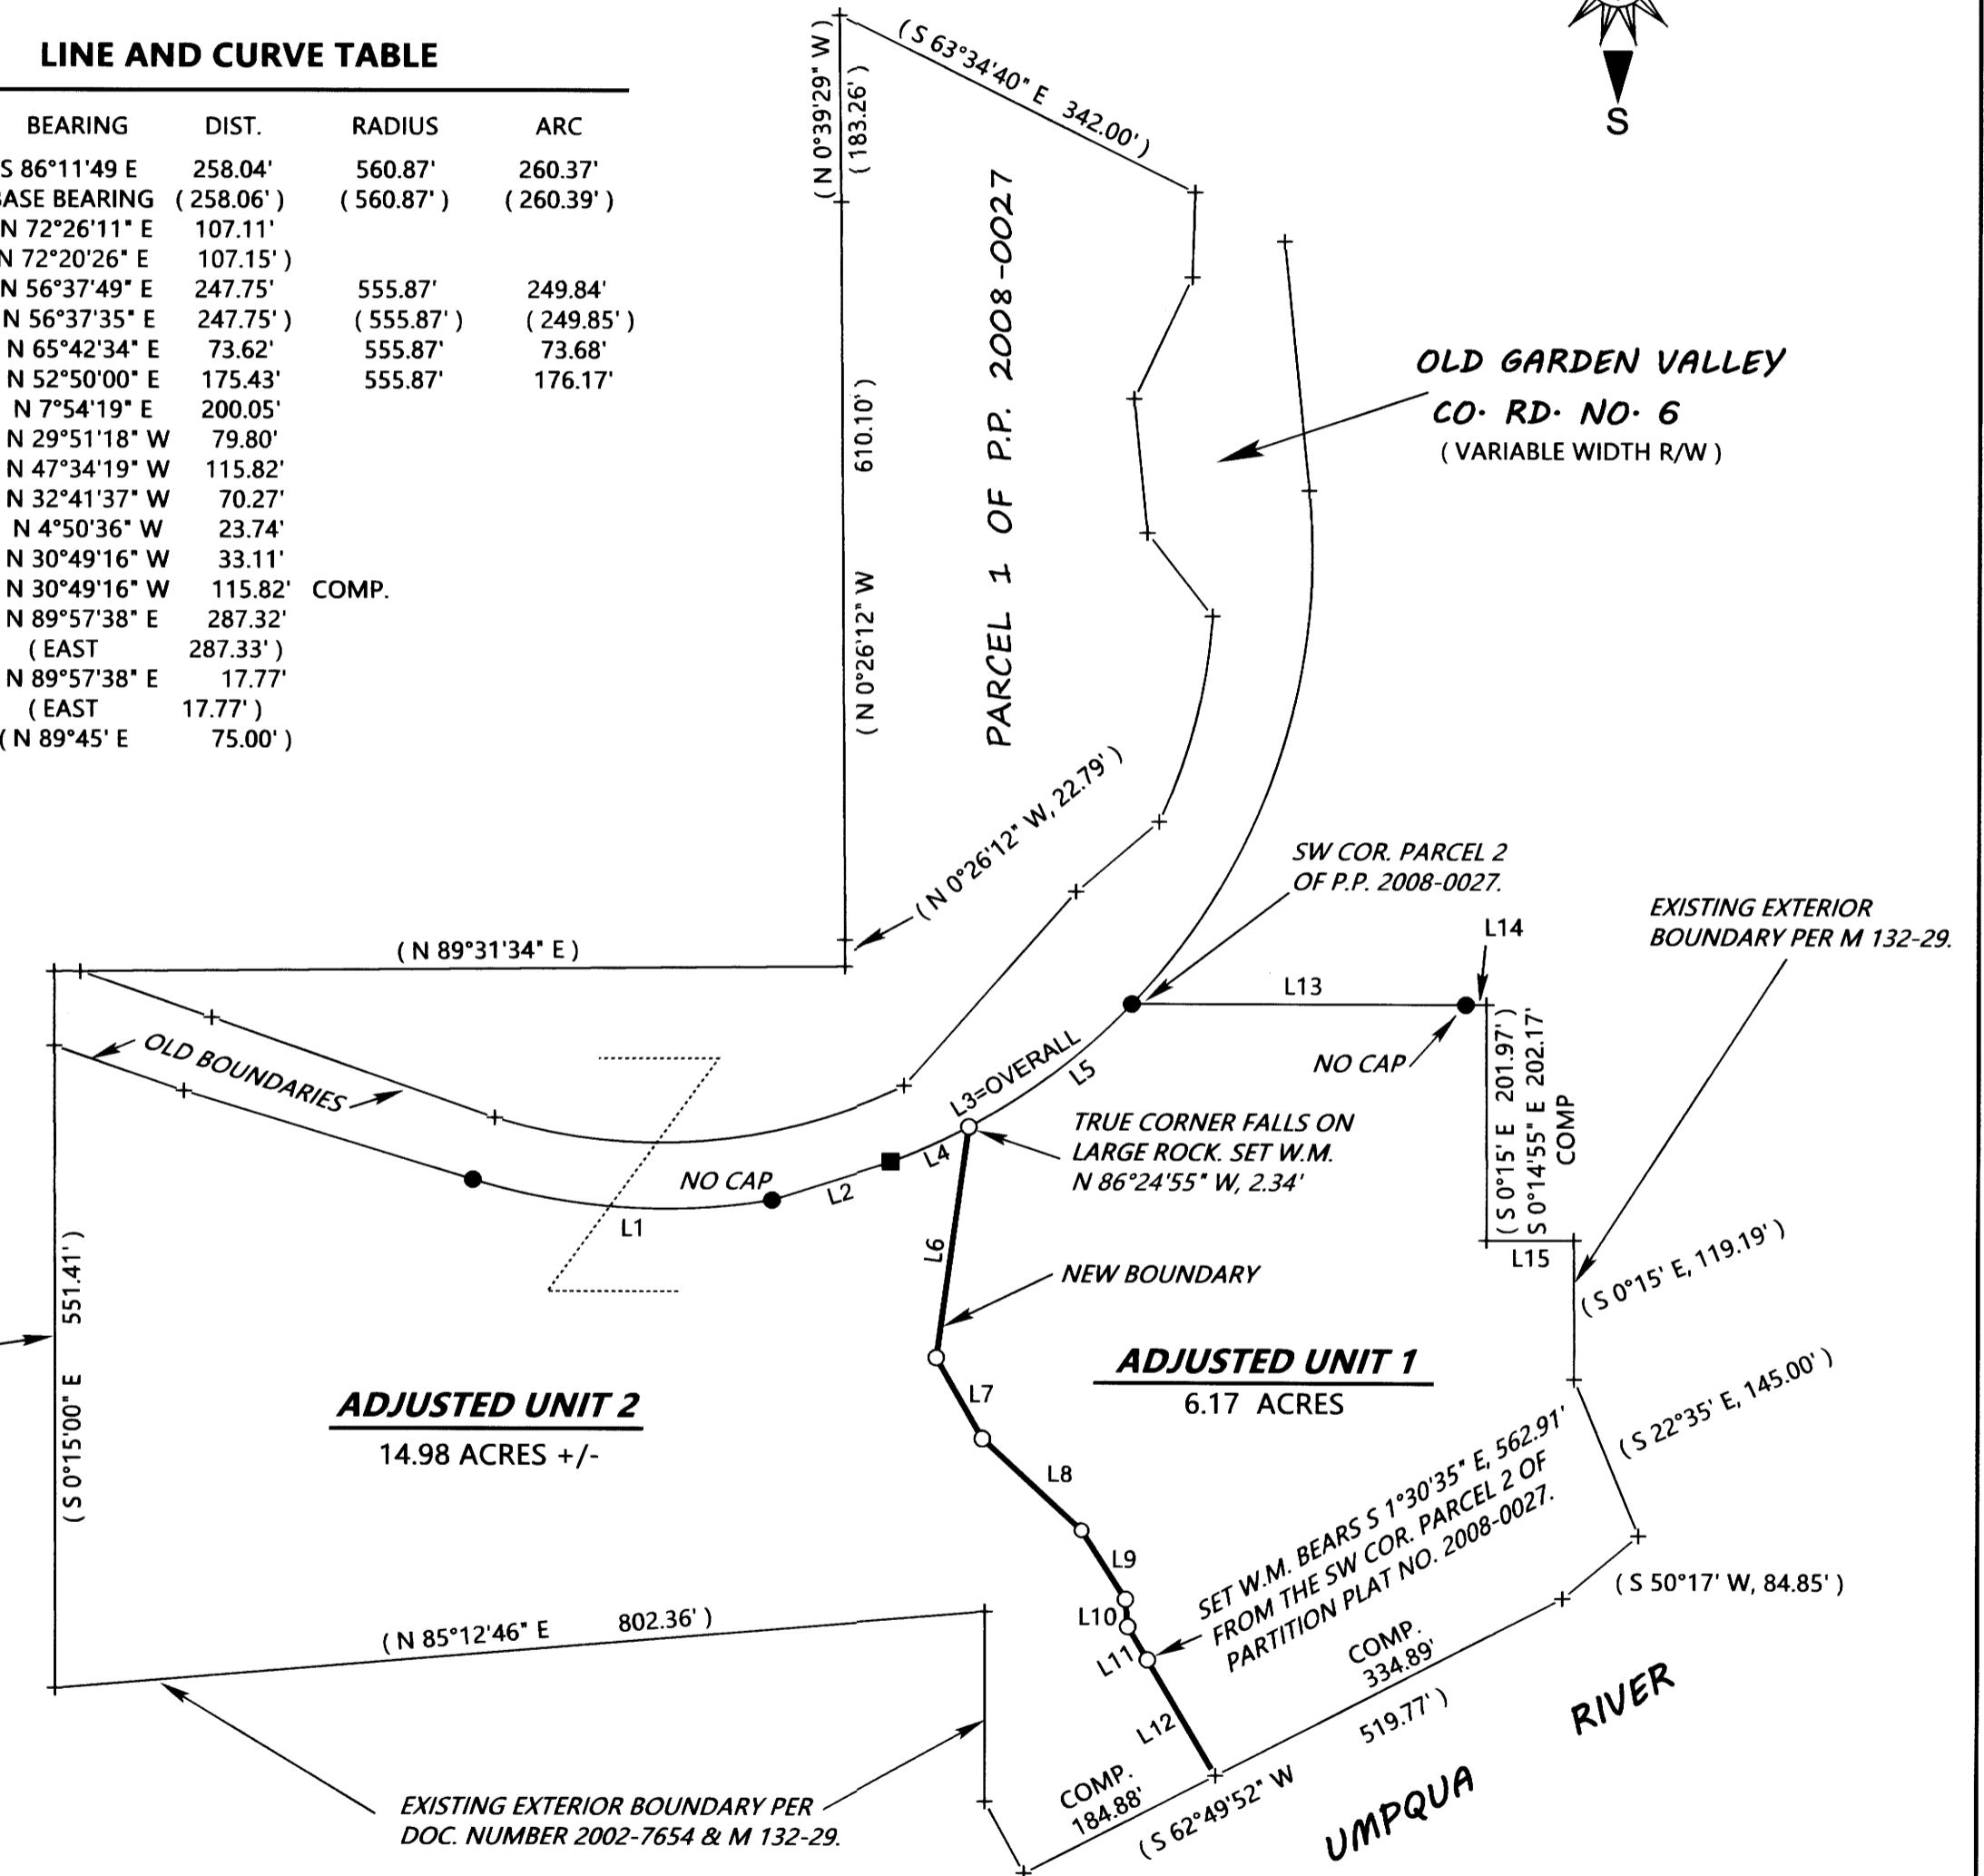 S
LINE AND CURVE TABLE
BEARING DIST. RADIUS ARC
S 86°11'49 E 258.04' 560.87' 260.37'
BASE BEARING ( 258.06' ) ( 560.87' ) ( 260.39' )
N 72°26'11" E 107.11'
N 72°20'26" E 107.15' )
N 56°37'49" E 247.75' 555.87' 249.84'
N 56°37'35" E 247.75' ) ( 555.87' ) ( 249.85' )
N 65°42'34" E 73.62' 555.87' 73.68'
N 52°50'00" E 175.43' 555.87' 176.17'
N 7°54'19" E 200.05'
N 29°51'18" W 79.80'
N 47°34'19" W 115.82'
N 32°41'37" W 70.27'
N 4°50'36" W 23.74'
N 30°49'16" W 33.11'
N 30°49'16" W 115.82' COMP.
N 89°57'38" E 287.32'
( EAST 287.33' )
N 89°57'38" E 17.77'
( EAST 17.77' )
( N 89°45' E 75.00' )
( N 0°39'29" W )
( 183.26' )
( S 63°34'40" E 342.00' )
PARCEL 1 OF P.P. 2008-0027
OLD GARDEN VALLEY
CO. RD. NO. 6
( VARIABLE WIDTH R/W )
( N 0°26'12" W 610.10' )
( N 0°26'12" W, 22.79' )
SW COR. PARCEL 2
OF P.P. 2008-0027.
EXISTING EXTERIOR
BOUNDARY PER M 132-29.
( N 89°31'34" E )
L14
L13
NO CAP
( S 0°15' E 201.97' )
S 0°14'55" E 202.17'
COMP
OLD BOUNDARIES
L3=OVERALL
L5
TRUE CORNER FALLS ON
LARGE ROCK. SET W.M.
N 86°24'55" W, 2.34'
L4
NO CAP
L2
L1
L6
NEW BOUNDARY
L15
( S 0°15' E, 119.19' )
( S 0°15'00" E 551.41' )
ADJUSTED UNIT 2
14.98 ACRES +/-
ADJUSTED UNIT 1
6.17 ACRES
L7
L8
L9
L10
L11
L12
( S 22°35' E, 145.00' )
SET W.M. BEARS S 1°30'35" E, 562.91'
FROM THE SW COR. PARCEL 2 OF
PARTITION PLAT NO. 2008-0027.
( S 50°17' W, 84.85' )
COMP.
334.89'
( N 85°12'46" E 802.36' )
EXISTING EXTERIOR BOUNDARY PER
DOC. NUMBER 2002-7654 & M 132-29.
COMP.
184.88'
( S 62°49'52" W 519.77' )
UMPQUA RIVER